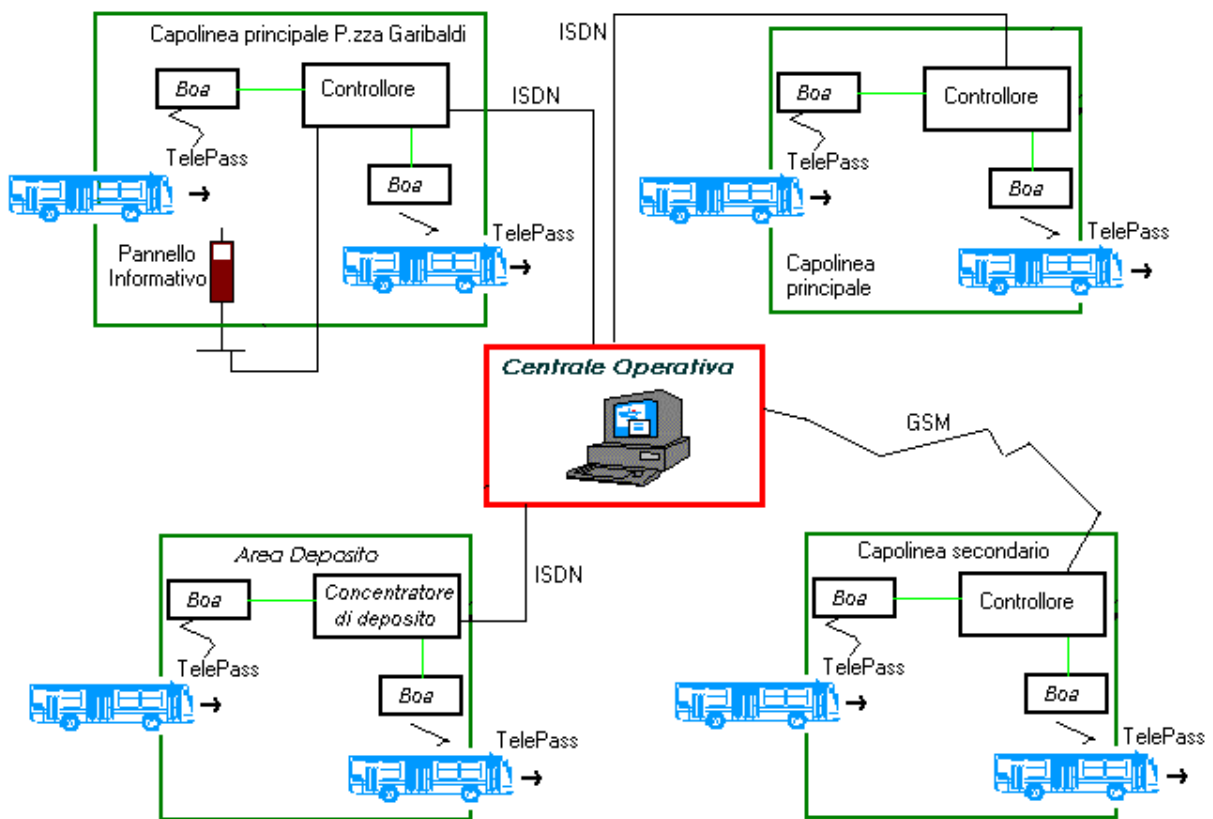 Capolinea principale P.zza Garibaldi
Boa
Controllore
TelePass
Boa
TelePass
Pannello
Informativo
ISDN
ISDN
Boa
Controllore
TelePass
Boa
TelePass
Capolinea
principale
Centrale Operativa
GSM
ISDN
Area Deposito
Boa
Concentratore
di deposito
TelePass
Boa
TelePass
Capolinea secondario
Boa
Controllore
TelePass
Boa
TelePass